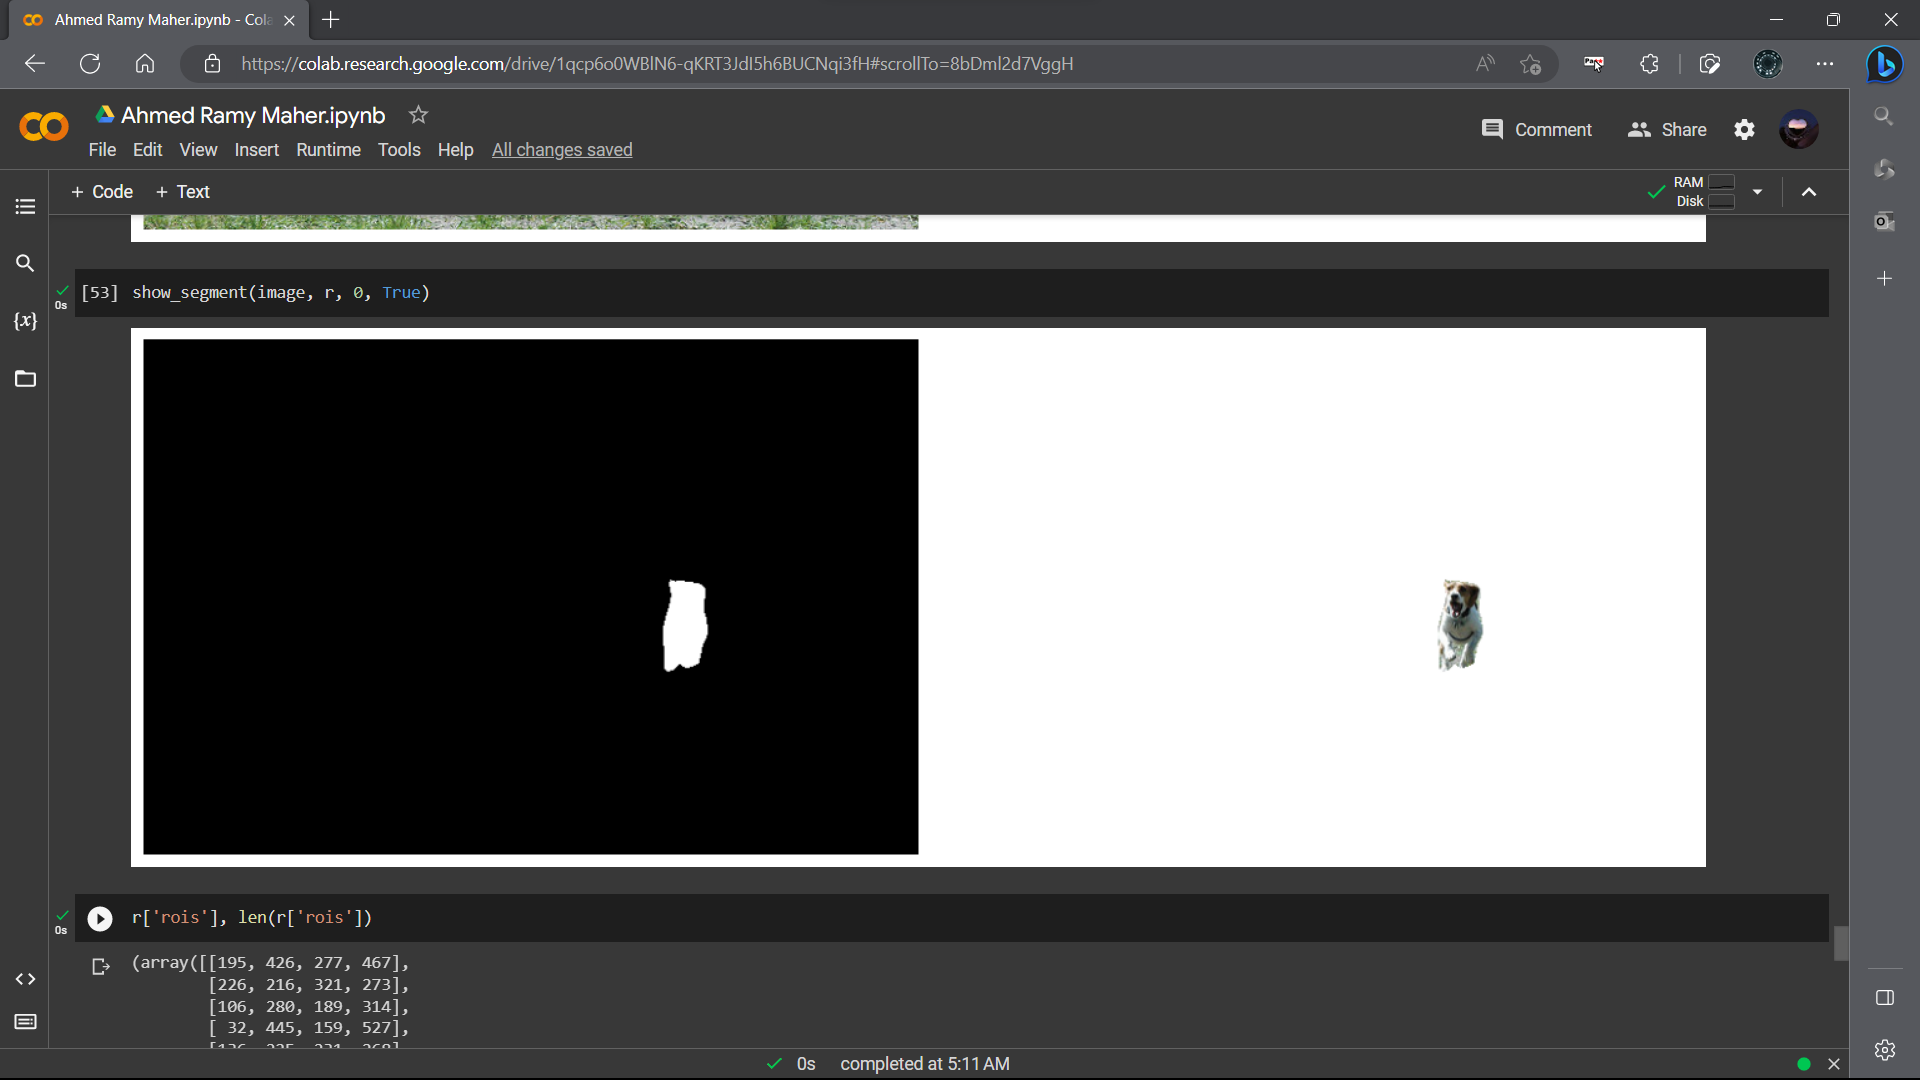 Ahmed Ramy Maher.ipynb - Cola
https://colab.research.google.com/drive/1qcp6o0WBlN6-qKRT3JdI5h6BUCNqi3fH#scrollTo=8bDml2d7VggH
Ahmed Ramy Maher.ipynb
Comment
Share
File Edit View Insert Runtime Tools Help All changes saved
+ Code + Text
RAM
Disk
{x}
[53] show_segment(image, r, 0, True)
0s
r['rois'], len(r['rois'])
0s
(array([[195, 426, 277, 467],
[226, 216, 321, 273],
[106, 280, 189, 314],
[ 32, 445, 159, 527],
0s completed at 5:11 AM